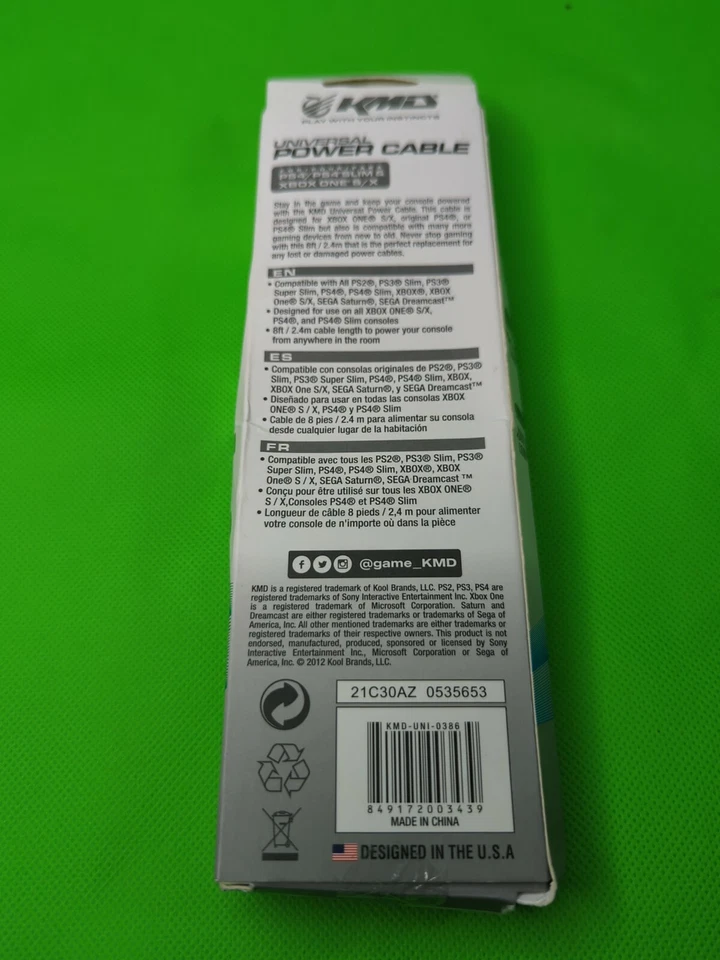 KMD
PLAY WITH YOUR INSTINCTS
UNIVERSAL
POWER CABLE
PS4/PS4 SLIM &
XBOX ONE S/X
Stay in the game and keep your console powered
with the KMD Universal Power Cable. This cable is
designed for XBOX ONE® S/X, original PS4®, or
PS4® Slim but also is compatible with many more
gaming devices from new to old. Never stop gaming
with this 8ft / 2.4m that is the perfect replacement for
any lost or damaged power cables.
EN
• Compatible with All PS2®, PS3® Slim, PS3®
Super Slim, PS4®, PS4® Slim, XBOX®, XBOX
One® S/X, SEGA Saturn®, SEGA Dreamcast™
• Designed for use on all XBOX ONE® S/X,
PS4®, and PS4® Slim consoles
• 8ft / 2.4m cable length to power your console
from anywhere in the room
ES
• Compatible con consolas originales de PS2®, PS3®
Slim, PS3® Super Slim, PS4®, PS4® Slim, XBOX,
XBOX One S/X, SEGA Saturn®, y SEGA Dreamcast™
• Diseñado para usar en todas las consolas XBOX
ONE® S / X, PS4® y PS4® Slim
• Cable de 8 pies / 2.4 m para alimentar su consola
desde cualquier lugar de la habitación
FR
• Compatible avec tous les PS2®, PS3® Slim, PS3®
Super Slim, PS4®, PS4® Slim, XBOX®, XBOX
One® S / X, SEGA Saturn®, SEGA Dreamcast ™
• Conçu pour être utilisé sur tous les XBOX ONE®
S / X,Consoles PS4® et PS4® Slim
• Longueur de câble 8 pieds / 2,4 m pour alimenter
votre console de n'importe où dans la pièce
@game_KMD
KMD is a registered trademark of Kool Brands, LLC. PS2, PS3, PS4 are
registered trademarks of Sony Interactive Entertainment Inc. Xbox One
is a registered trademark of Microsoft Corporation. Saturn and
Dreamcast are either registered trademarks or trademarks of Sega of
America, Inc. All other mentioned trademarks are either trademarks or
registered trademarks of their respective owners. This product is not
endorsed, manufactured, produced, sponsored or licensed by Sony
Interactive Entertainment Inc., Microsoft Corporation or Sega of
America, Inc. © 2012 Kool Brands, LLC.
21C30AZ 0535653
KMD-UNI-0386
849172003439
MADE IN CHINA
DESIGNED IN THE U.S.A